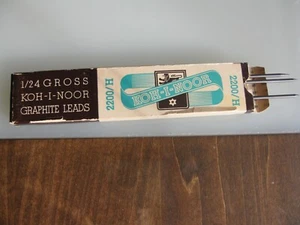 1/24 GROSS
KOH-I-NOOR
GRAPHITE LEADS
2200/H
KOH-I-NOOR
2200/H